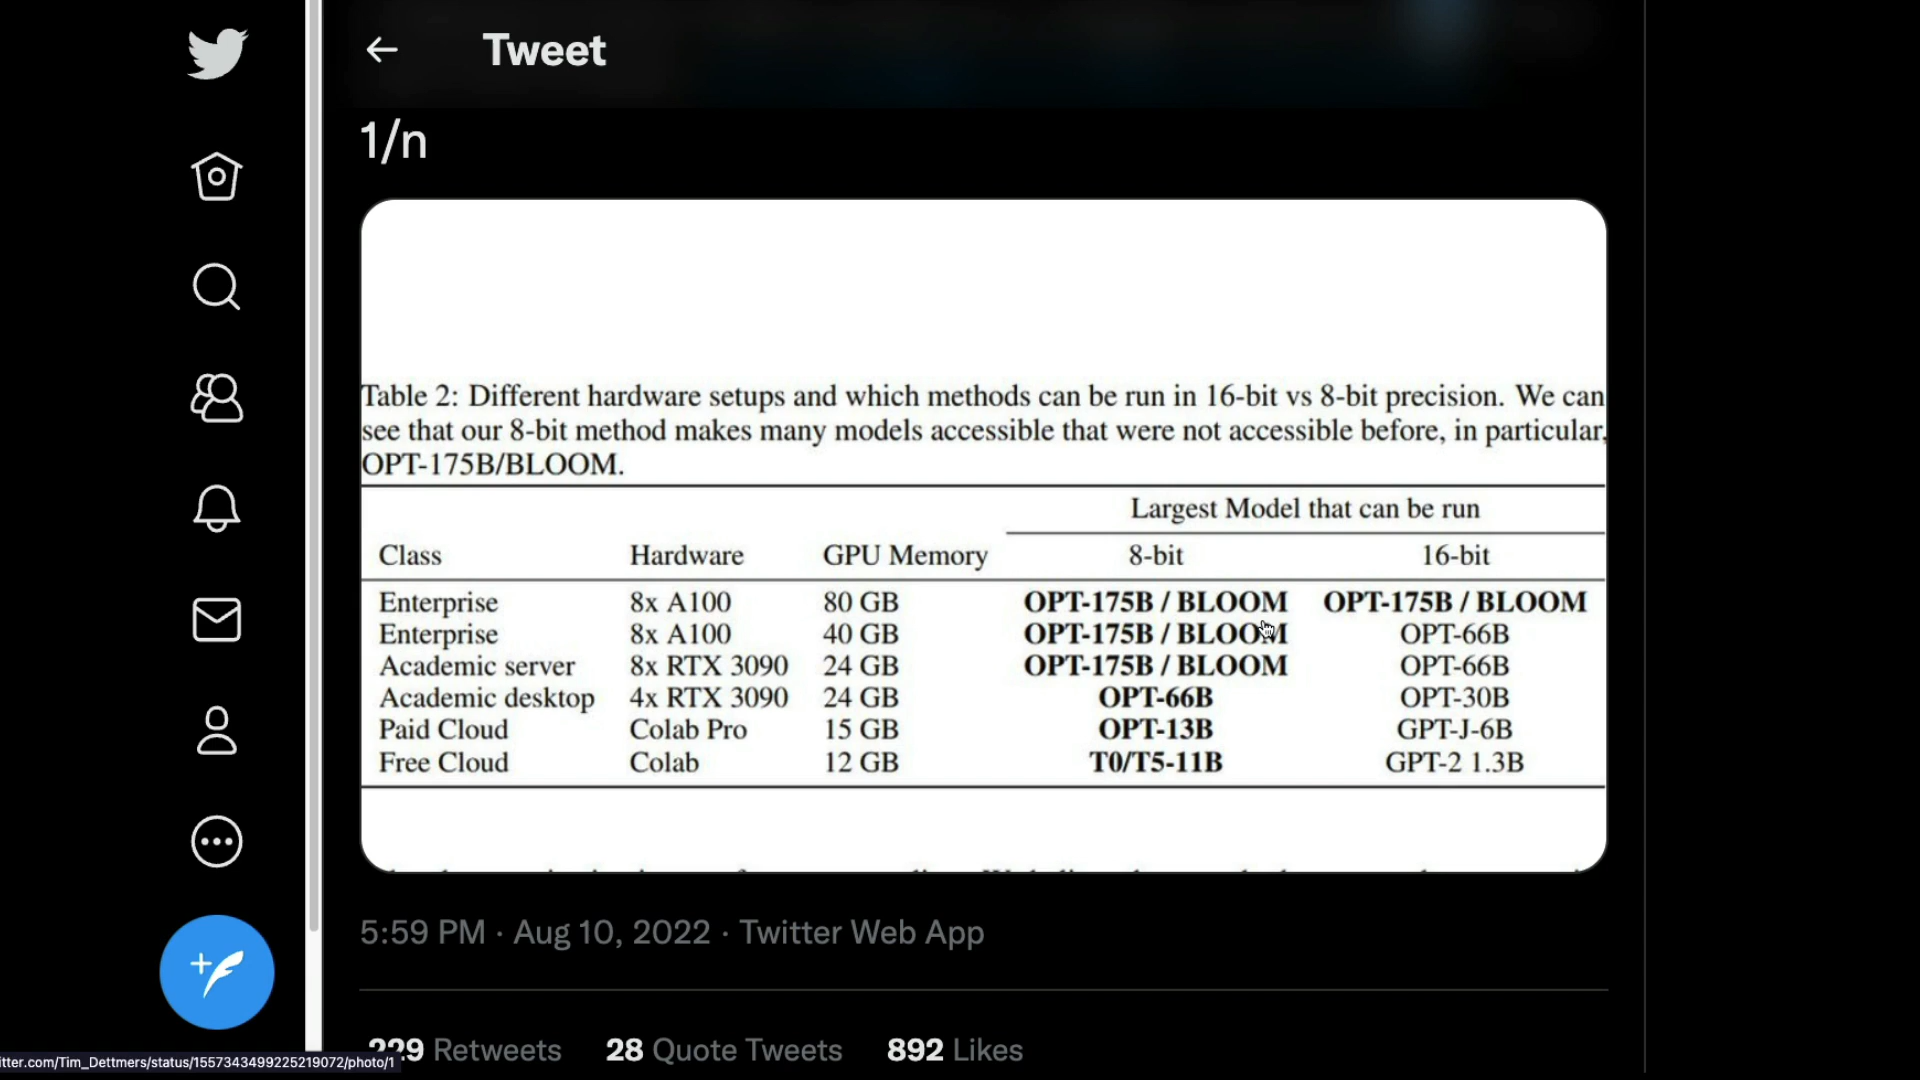 Tweet
1/n
Table 2: Different hardware setups and which methods can be run in 16-bit vs 8-bit precision. We can
see that our 8-bit method makes many models accessible that were not accessible before, in particular,
OPT-175B/BLOOM.
Largest Model that can be run
Class Hardware GPU Memory 8-bit 16-bit
Enterprise 8x A100 80 GB OPT-175B / BLOOM OPT-175B / BLOOM
Enterprise 8x A100 40 GB OPT-175B / BLOOM OPT-66B
Academic server 8x RTX 3090 24 GB OPT-175B / BLOOM OPT-66B
Academic desktop 4x RTX 3090 24 GB OPT-66B OPT-30B
Paid Cloud Colab Pro 15 GB OPT-13B GPT-J-6B
Free Cloud Colab 12 GB T0/T5-11B GPT-2 1.3B
5:59 PM · Aug 10, 2022 · Twitter Web App
229 Retweets 28 Quote Tweets 892 Likes
itter.com/Tim_Dettmers/status/1557343499225219072/photo/1